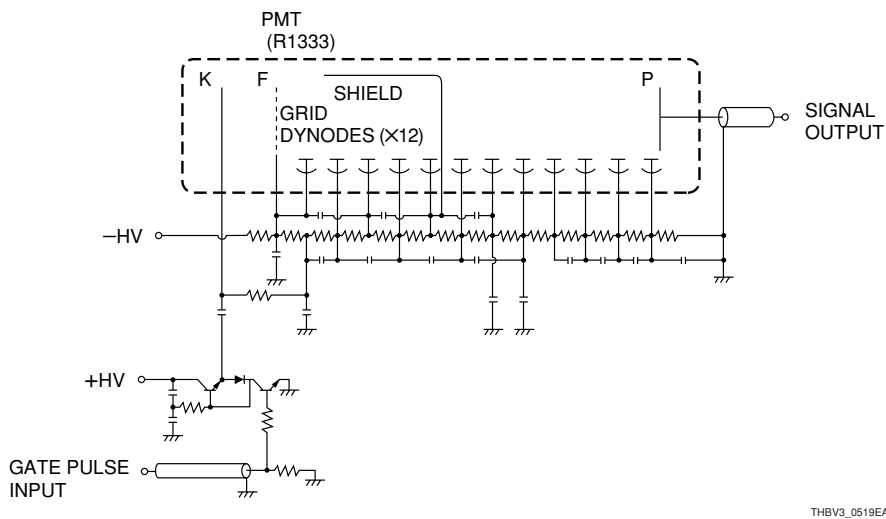 PMT
(R1333)
K
F
P
SHIELD
GRID
DYNODES (×12)
SIGNAL
OUTPUT
−HV
+HV
GATE PULSE
INPUT
THBV3_0519EA